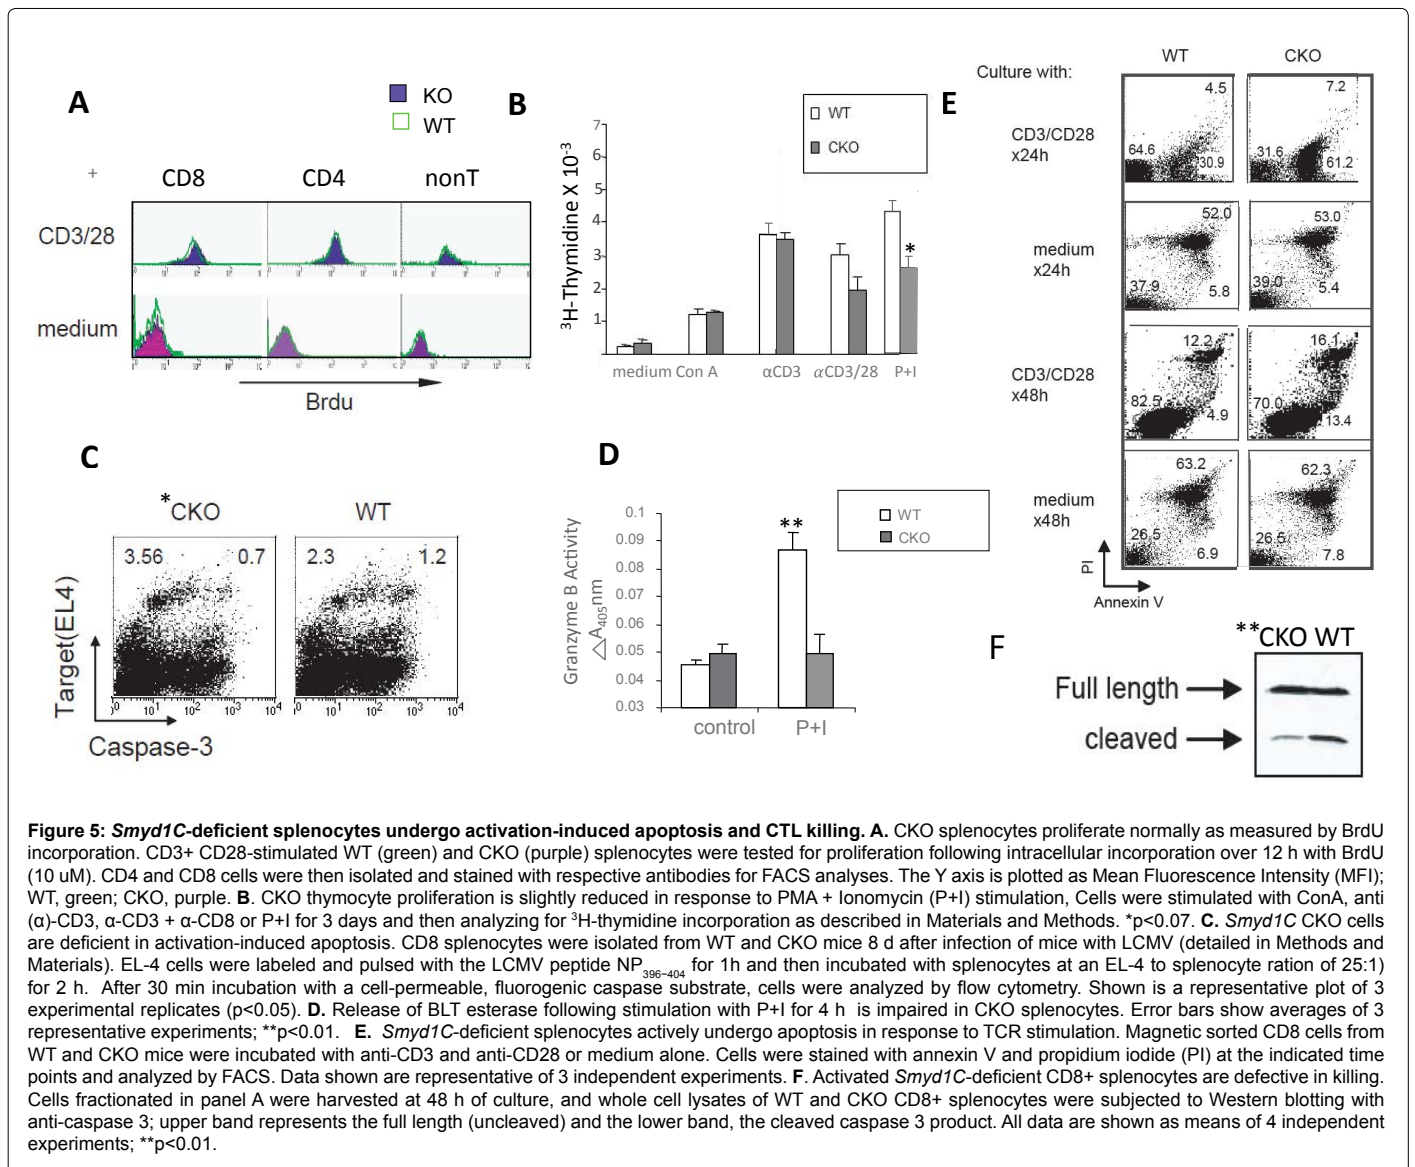 A
KO
WT
+
CD8
CD4
nonT
CD3/28
medium
Brdu
B
WT
CKO
³H-Thymidine X 10⁻³
7
6
5
4
3
2
1
*
medium Con A
αCD3
αCD3/28
P+I
C
*CKO
WT
3.56
0.7
2.3
1.2
Target(EL4)
10¹
10²
10³
10⁴
10¹
10²
10³
10⁴
Caspase-3
D
WT
CKO
Granzyme B Activity
△A₄₀₅nm
0.1
0.09
0.08
0.07
0.06
0.05
0.04
0.03
**
control
P+I
E
WT
CKO
Culture with:
CD3/CD28
x24h
4.5
64.6
30.9
7.2
31.6
61.2
medium
x24h
52.0
37.9
5.8
53.0
39.0
5.4
CD3/CD28
x48h
12.2
82.5
4.9
16.1
70.0
13.4
medium
x48h
63.2
26.5
6.9
62.3
26.5
7.8
PI
Annexin V
F
**CKO WT
Full length
cleaved
Figure 5: Smyd1C-deficient splenocytes undergo activation-induced apoptosis and CTL killing. A. CKO splenocytes proliferate normally as measured by BrdU
incorporation. CD3+ CD28-stimulated WT (green) and CKO (purple) splenocytes were tested for proliferation following intracellular incorporation over 12 h with BrdU
(10 uM). CD4 and CD8 cells were then isolated and stained with respective antibodies for FACS analyses. The Y axis is plotted as Mean Fluorescence Intensity (MFI);
WT, green; CKO, purple. B. CKO thymocyte proliferation is slightly reduced in response to PMA + Ionomycin (P+I) stimulation, Cells were stimulated with ConA, anti
(α)-CD3, α-CD3 + α-CD8 or P+I for 3 days and then analyzing for ³H-thymidine incorporation as described in Materials and Methods. *p<0.07. C. Smyd1C CKO cells
are deficient in activation-induced apoptosis. CD8 splenocytes were isolated from WT and CKO mice 8 d after infection of mice with LCMV (detailed in Methods and
Materials). EL-4 cells were labeled and pulsed with the LCMV peptide NP₃₉₆₋₄₀₄ for 1h and then incubated with splenocytes at an EL-4 to splenocyte ration of 25:1)
for 2 h. After 30 min incubation with a cell-permeable, fluorogenic caspase substrate, cells were analyzed by flow cytometry. Shown is a representative plot of 3
experimental replicates (p<0.05). D. Release of BLT esterase following stimulation with P+I for 4 h is impaired in CKO splenocytes. Error bars show averages of 3
representative experiments; **p<0.01. E. Smyd1C-deficient splenocytes actively undergo apoptosis in response to TCR stimulation. Magnetic sorted CD8 cells from
WT and CKO mice were incubated with anti-CD3 and anti-CD28 or medium alone. Cells were stained with annexin V and propidium iodide (PI) at the indicated time
points and analyzed by FACS. Data shown are representative of 3 independent experiments. F. Activated Smyd1C-deficient CD8+ splenocytes are defective in killing.
Cells fractionated in panel A were harvested at 48 h of culture, and whole cell lysates of WT and CKO CD8+ splenocytes were subjected to Western blotting with
anti-caspase 3; upper band represents the full length (uncleaved) and the lower band, the cleaved caspase 3 product. All data are shown as means of 4 independent
experiments; **p<0.01.